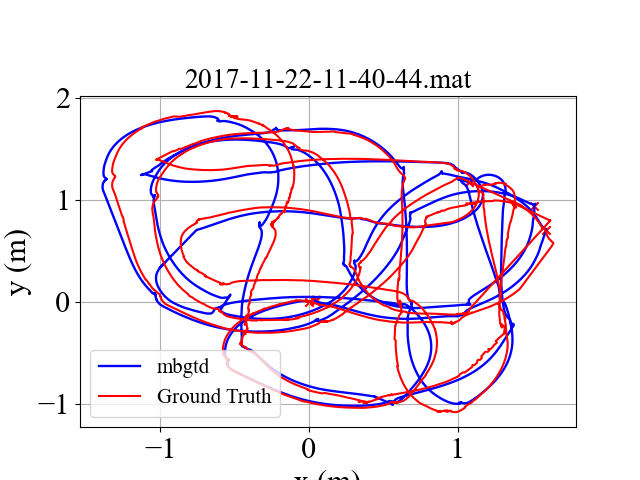 2017-11-22-11-40-44.mat
2
1
0
−1
y (m)
mbgtd
Ground Truth
−1
0
1
x (m)